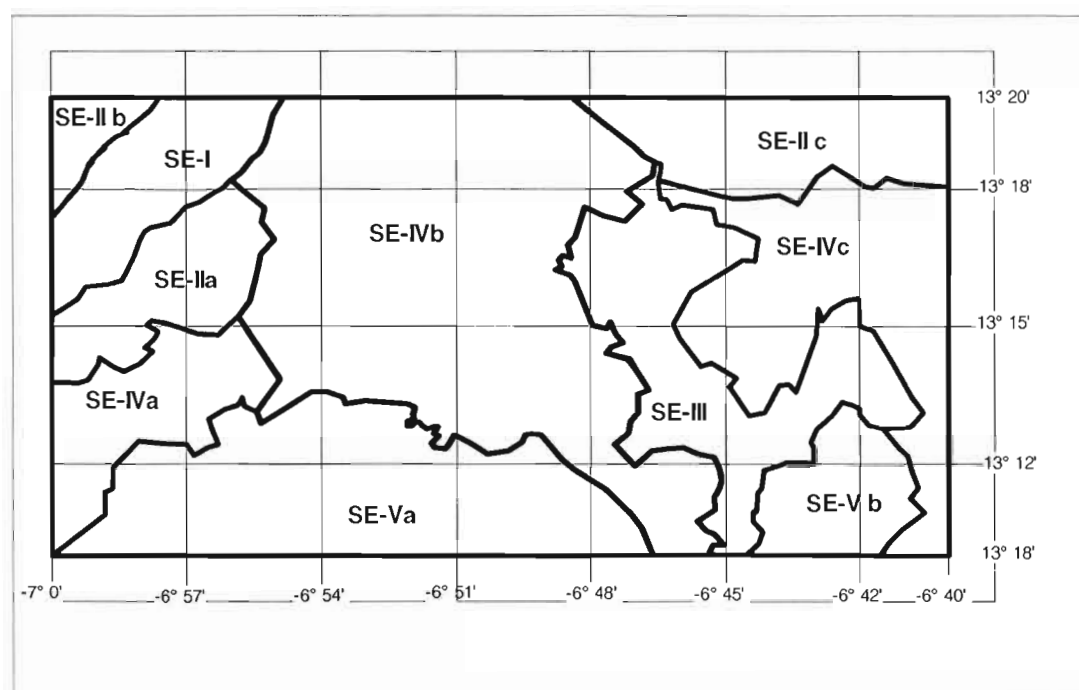 13° 20'
SE-II b
SE-II c
SE-I
13° 18'
SE-IVb
SE-IVc
SE-IIa
13° 15'
SE-IVa
SE-III
13° 12'
SE-V b
SE-Va
13° 18'
-7° 0'
-6° 57'
-6° 54'
-6° 51'
-6° 48'
-6° 45'
-6° 42'
-6° 40'